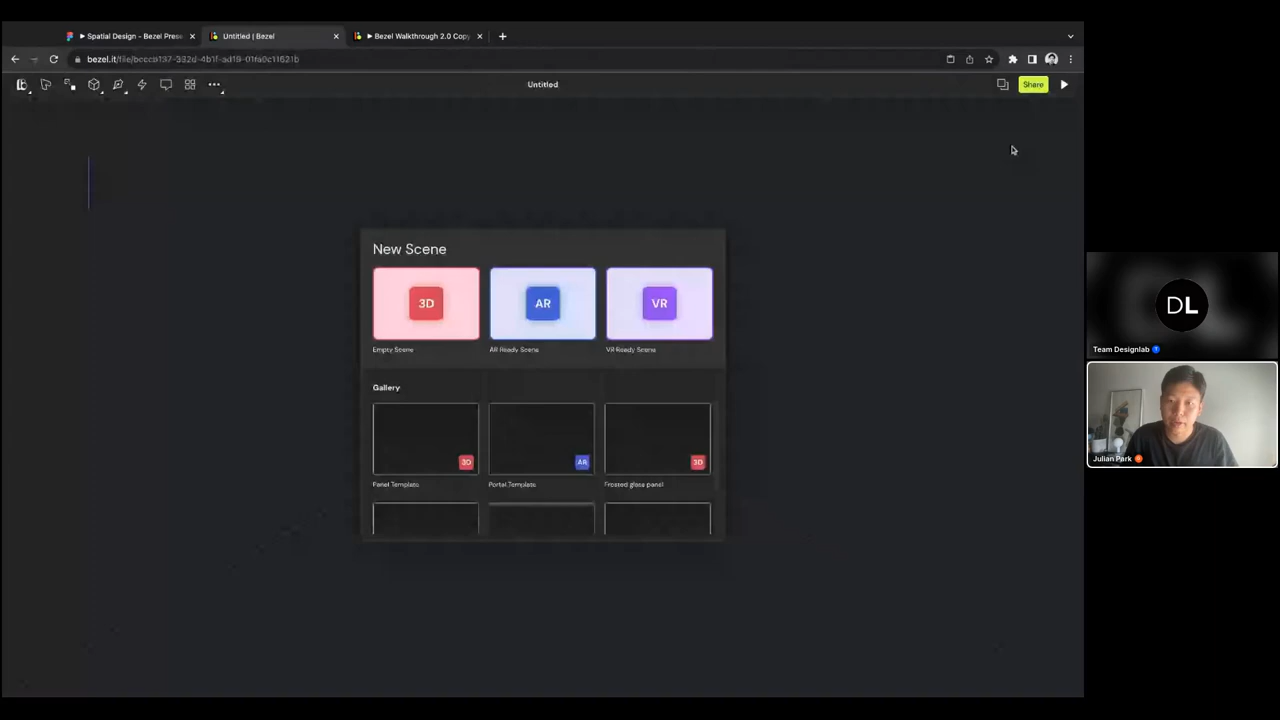 ▶ Spatial Design - Bezel Pres
Untitled | Bezel
▶ Bezel Walkthrough 2.0 Copy
Untitled
Share
New Scene
3D
AR
VR
Empty Scene
AR Ready Scene
VR Ready Scene
Gallery
3D
AR
3D
Panel Template
Portal Template
Frosted glass panel
DL
Team Designlab
Julian Park